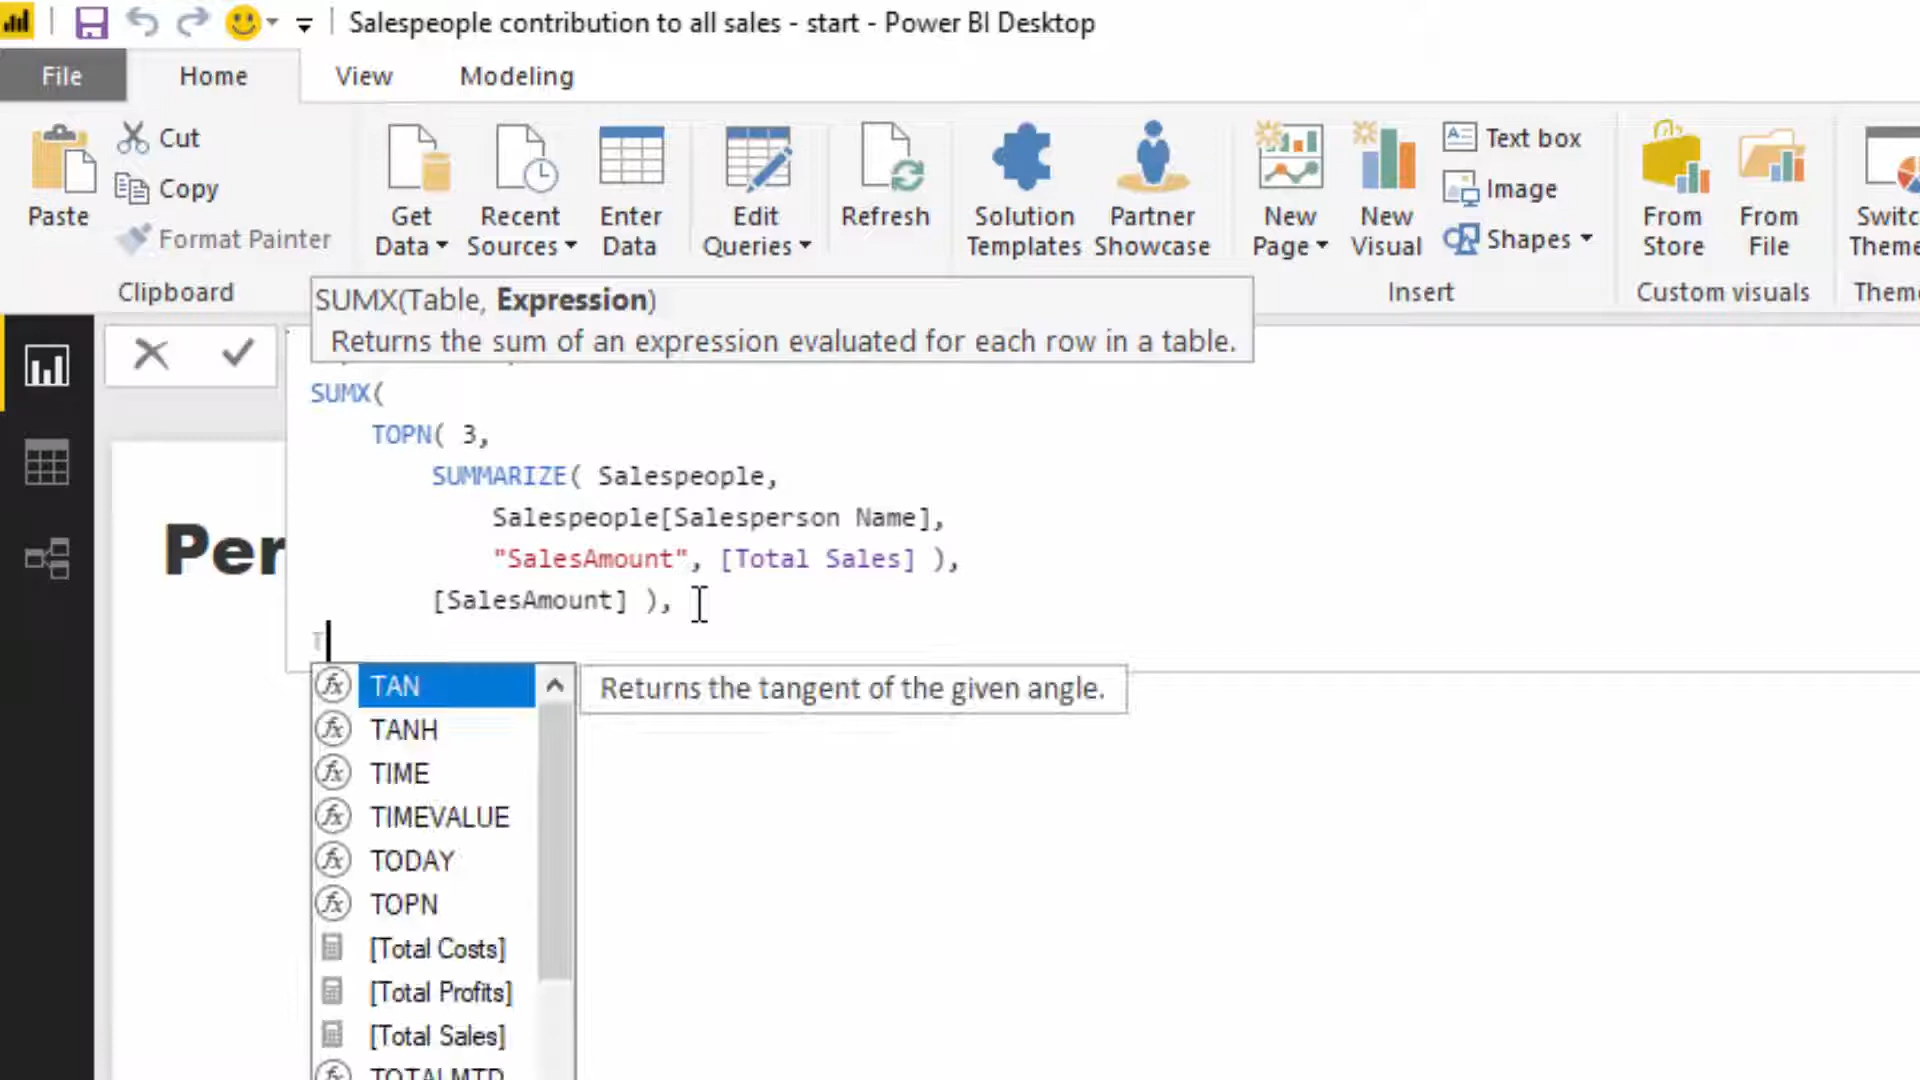 Salespeople contribution to all sales - start - Power BI Desktop
File
Home
View
Modeling
Paste
Cut
Copy
Format Painter
Clipboard
Get
Data
Recent
Sources
Enter
Data
Edit
Queries
Refresh
Solution
Templates
Partner
Showcase
New
Page
New
Visual
Text box
Image
Shapes
Insert
From
Store
From
File
Custom visuals
Switc
Theme
Them
SUMX(Table, Expression)
Returns the sum of an expression evaluated for each row in a table.
SUMX(
TOPN( 3,
SUMMARIZE( Salespeople,
Salespeople[Salesperson Name],
"SalesAmount", [Total Sales] ),
[SalesAmount] ),
T
Per
TAN
Returns the tangent of the given angle.
TANH
TIME
TIMEVALUE
TODAY
TOPN
[Total Costs]
[Total Profits]
[Total Sales]
TOTALMTD